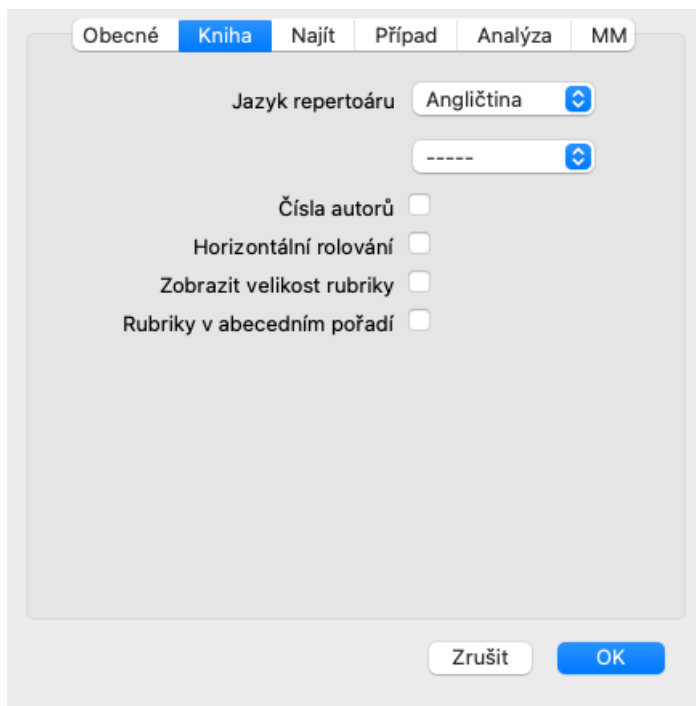 Obecné Kniha Najít Případ Analýza MM
Jazyk repertoáru Angličtina
-----
Čísla autorů
Horizontální rolování
Zobrazit velikost rubriky
Rubriky v abecedním pořadí
Zrušit OK